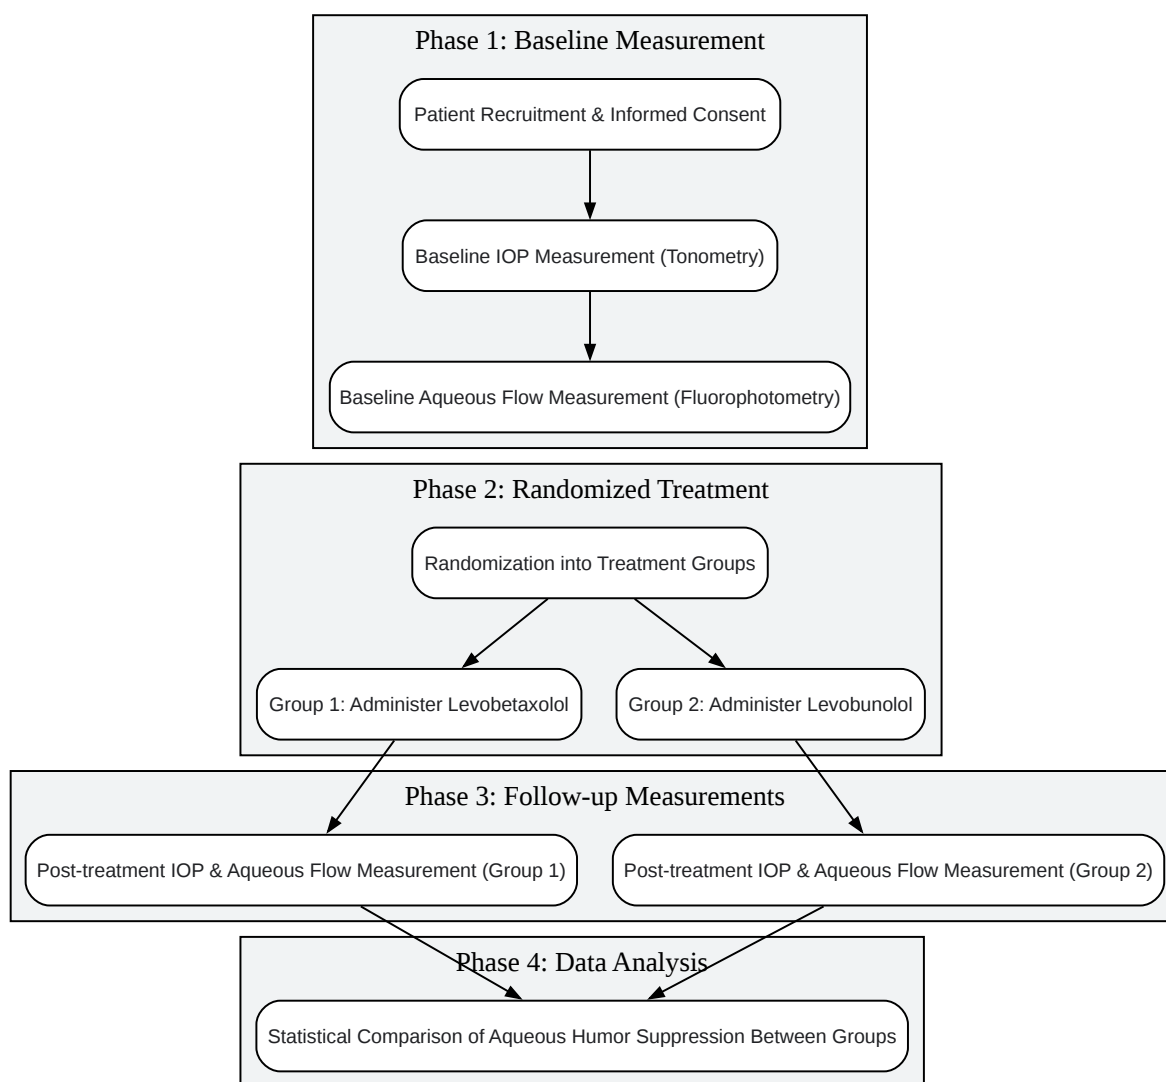 Phase 1: Baseline Measurement
Patient Recruitment & Informed Consent
Baseline IOP Measurement (Tonometry)
Baseline Aqueous Flow Measurement (Fluorophotometry)
Phase 2: Randomized Treatment
Randomization into Treatment Groups
Group 1: Administer Levobetaxolol
Group 2: Administer Levobunolol
Phase 3: Follow-up Measurements
Post-treatment IOP & Aqueous Flow Measurement (Group 1)
Post-treatment IOP & Aqueous Flow Measurement (Group 2)
Phase 4: Data Analysis
Statistical Comparison of Aqueous Humor Suppression Between Groups